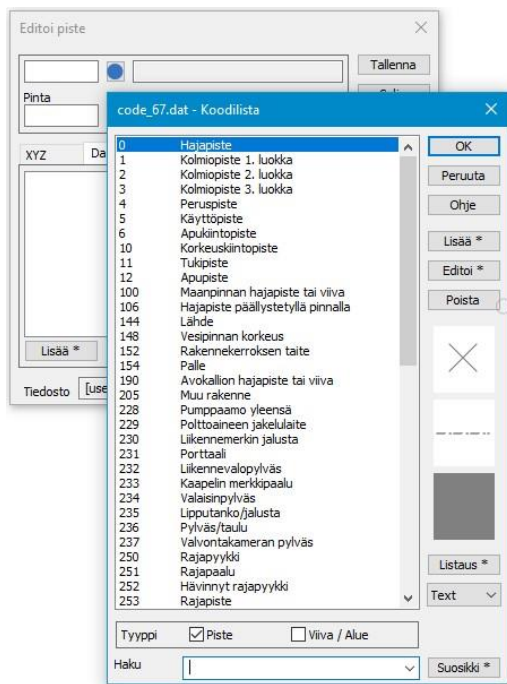 Editoi piste
Tallenna
Pinta
XYZ
Lisää *
Tiedosto
code_67.dat - Koodilista
0 Hajapiste
1 Kolmiopiste 1. luokka
2 Kolmiopiste 2. luokka
3 Kolmiopiste 3. luokka
4 Peruspiste
5 Käyttöpiste
6 Apukiintopiste
10 Korkeuskiintopiste
11 Tukipiste
12 Apupiste
100 Maanpinnan hajapiste tai viiva
106 Hajapiste päällystetyllä pinnalla
144 Lähde
148 Vesipinnan korkeus
152 Rakennekerroksen taite
154 Palle
190 Avokallion hajapiste tai viiva
205 Muu rakenne
228 Pumppaamo yleensä
229 Polttoaineen jakelulaite
230 Liikennemerkin jalusta
231 Porttaali
232 Liikennevalopylväs
233 Kaapelin merkkipaalu
234 Valaisinpylväs
235 Lipputanko/jalusta
236 Pylväs/taulu
237 Valvontakameran pylväs
250 Rajapyykki
251 Rajapaalu
252 Hävinnyt rajapyykki
253 Rajapiste
OK
Peruuta
Ohje
Lisää *
Editoi *
Poista
Listaus *
Text
Tyyppi Piste Viiva / Alue
Haku
Suosikki *